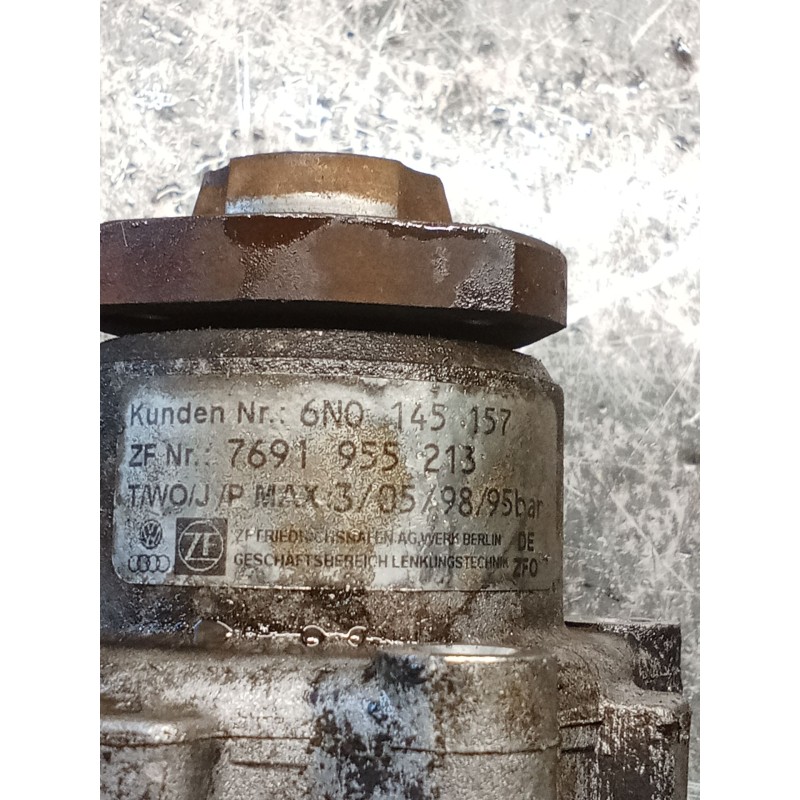 Kunden Nr.: 6N0 145 157
ZF Nr.: 7691 955 213
T/WO/J/P MAX:3/05/98/95bar
ZF FRIEDRICHSHAFEN AG, WERK BERLIN DE
GESCHÄFTSBEREICH LENKUNGSTECHNIK ZFO
ZF